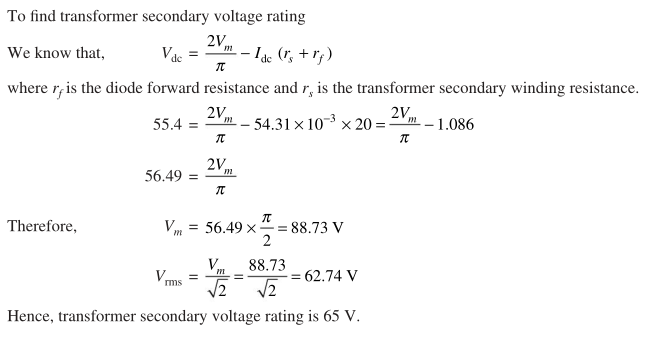 To find transformer secondary voltage rating
We know that, V_dc = 2V_m/π − I_dc (r_s + r_f)
where r_f is the diode forward resistance and r_s is the transformer secondary winding resistance.
55.4 = 2V_m/π − 54.31 × 10⁻³ × 20 = 2V_m/π − 1.086
56.49 = 2V_m/π
Therefore, V_m = 56.49 × π/2 = 88.73 V
V_rms = V_m/√2 = 88.73/√2 = 62.74 V
Hence, transformer secondary voltage rating is 65 V.